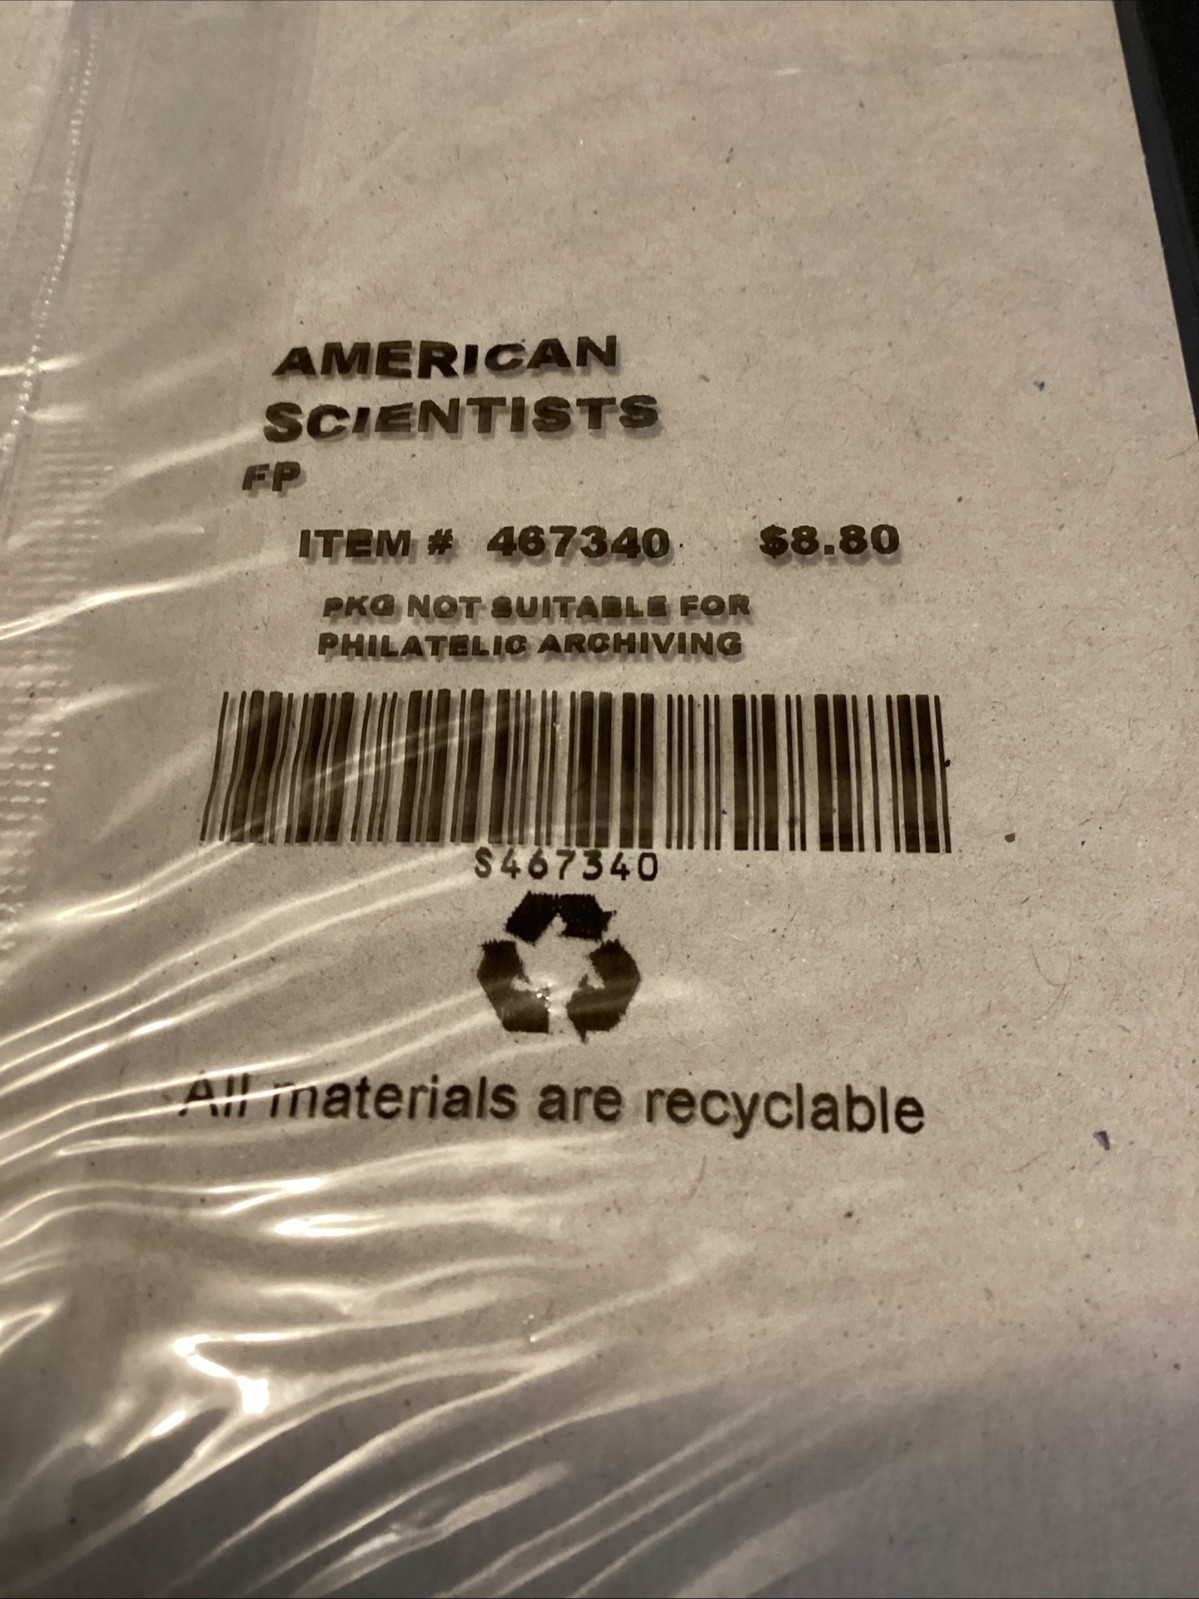 AMERICAN
SCIENTISTS
FP
ITEM # 467340 $8.80
PKG NOT SUITABLE FOR
PHILATELIC ARCHIVING
S467340
All materials are recyclable